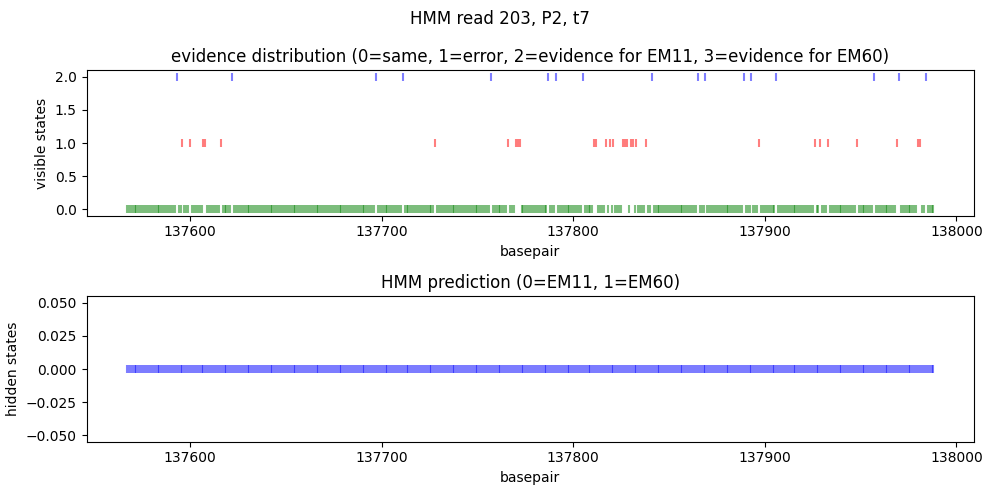 HMM read 203, P2, t7
evidence distribution (0=same, 1=error, 2=evidence for EM11, 3=evidence for EM60)
visible states
2.0
1.5
1.0
0.5
0.0
137600 137700 137800 137900 138000
basepair
HMM prediction (0=EM11, 1=EM60)
hidden states
0.050
0.025
0.000
−0.025
−0.050
137600 137700 137800 137900 138000
basepair